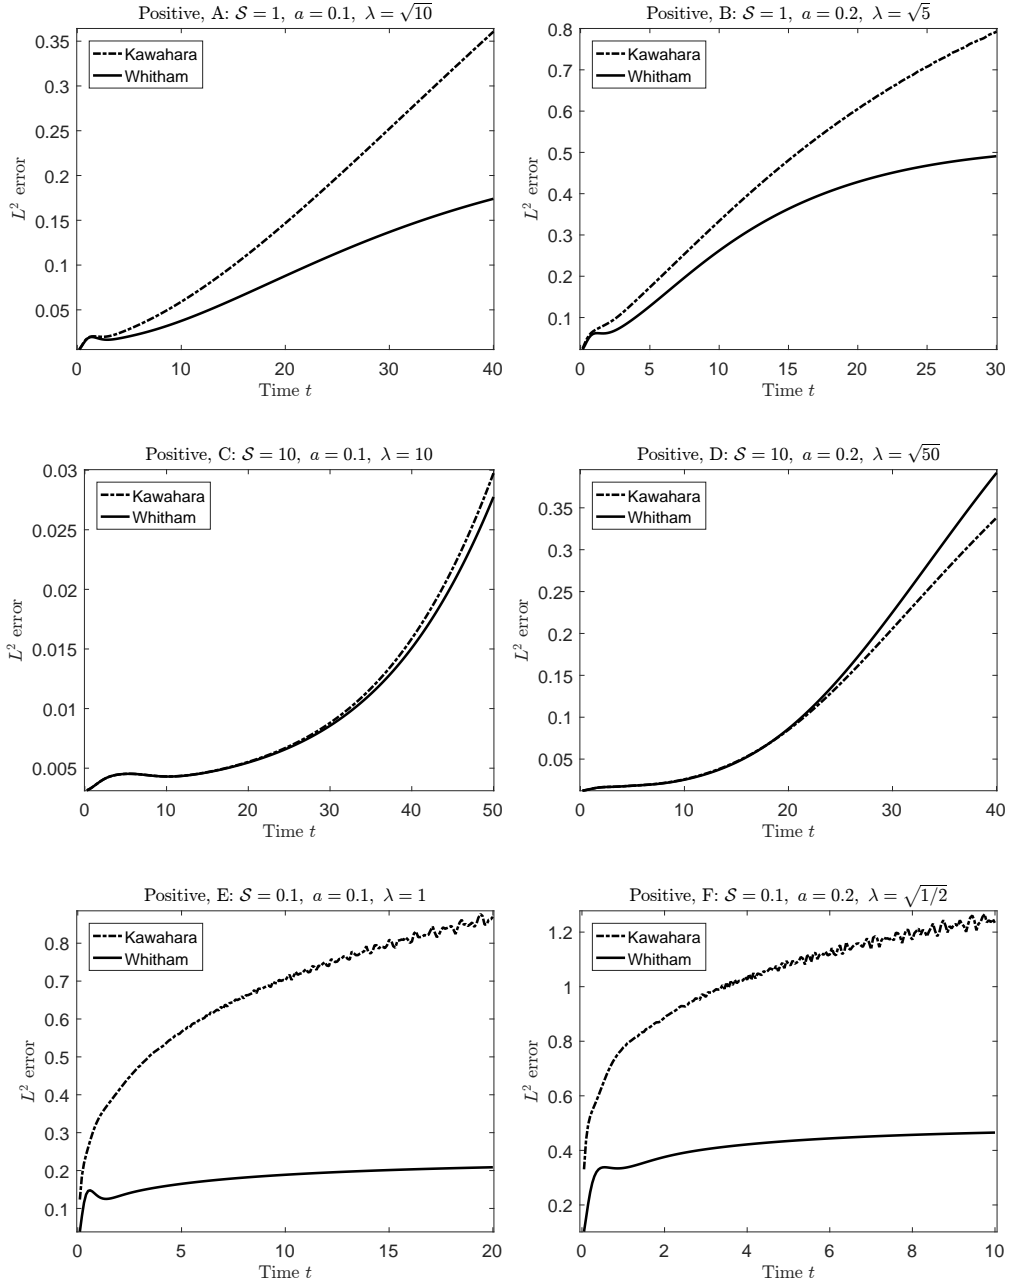 Positive, A: 𝒮 = 1, a = 0.1, λ = √10
Kawahara
Whitham
L² error
0.35
0.3
0.25
0.2
0.15
0.1
0.05
0 10 20 30 40
Time t
Positive, B: 𝒮 = 1, a = 0.2, λ = √5
Kawahara
Whitham
L² error
0.8
0.7
0.6
0.5
0.4
0.3
0.2
0.1
0 5 10 15 20 25 30
Time t
Positive, C: 𝒮 = 10, a = 0.1, λ = 10
Kawahara
Whitham
L² error
0.03
0.025
0.02
0.015
0.01
0.005
0 10 20 30 40 50
Time t
Positive, D: 𝒮 = 10, a = 0.2, λ = √50
Kawahara
Whitham
L² error
0.35
0.3
0.25
0.2
0.15
0.1
0.05
0 10 20 30 40
Time t
Positive, E: 𝒮 = 0.1, a = 0.1, λ = 1
Kawahara
Whitham
L² error
0.8
0.7
0.6
0.5
0.4
0.3
0.2
0.1
0 5 10 15 20
Time t
Positive, F: 𝒮 = 0.1, a = 0.2, λ = √1/2
Kawahara
Whitham
L² error
1.2
1
0.8
0.6
0.4
0.2
0 2 4 6 8 10
Time t